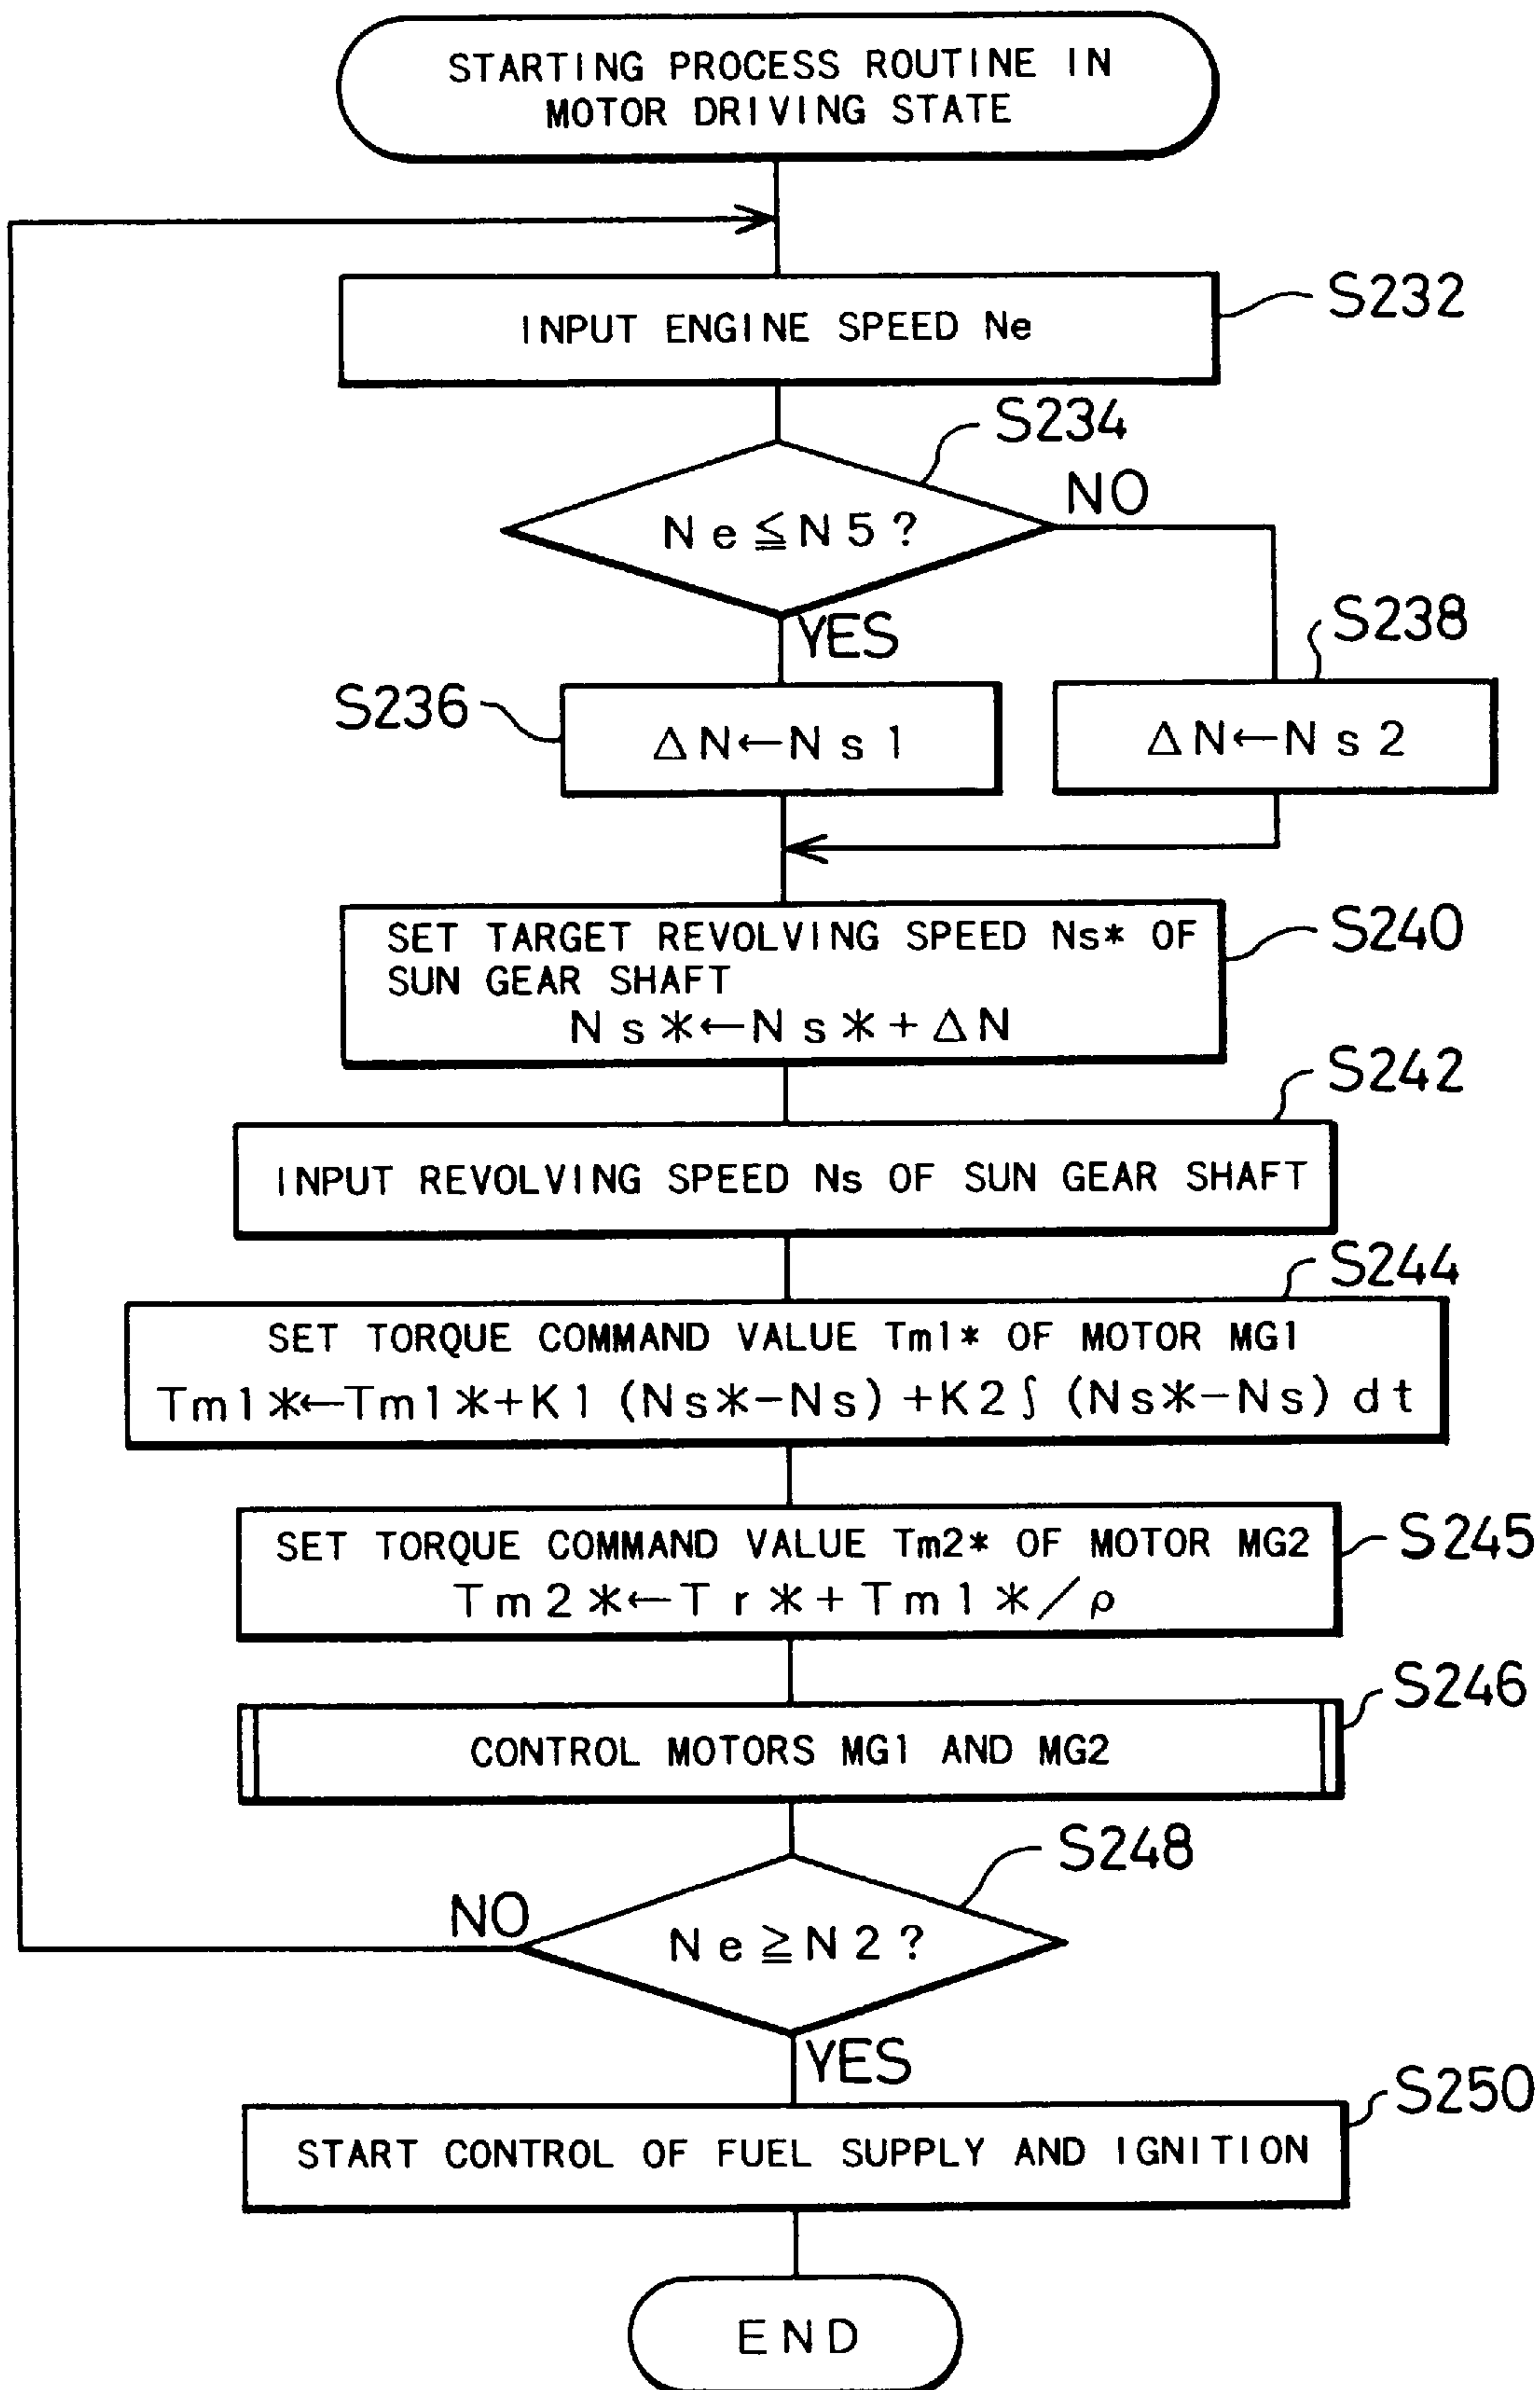 STARTING PROCESS ROUTINE IN
MOTOR DRIVING STATE
S232
INPUT ENGINE SPEED Ne
S234
Ne≦N5?
NO
YES
S236
ΔN←Ns1
S238
ΔN←Ns2
S240
SET TARGET REVOLVING SPEED Ns* OF
SUN GEAR SHAFT
Ns*←Ns*+ΔN
S242
INPUT REVOLVING SPEED Ns OF SUN GEAR SHAFT
S244
SET TORQUE COMMAND VALUE Tm1* OF MOTOR MG1
Tm1*←Tm1*+K1(Ns*-Ns)+K2∫(Ns*-Ns)dt
S245
SET TORQUE COMMAND VALUE Tm2* OF MOTOR MG2
Tm2*←Tr*+Tm1*/ρ
S246
CONTROL MOTORS MG1 AND MG2
S248
NO
Ne≧N2?
YES
S250
START CONTROL OF FUEL SUPPLY AND IGNITION
END